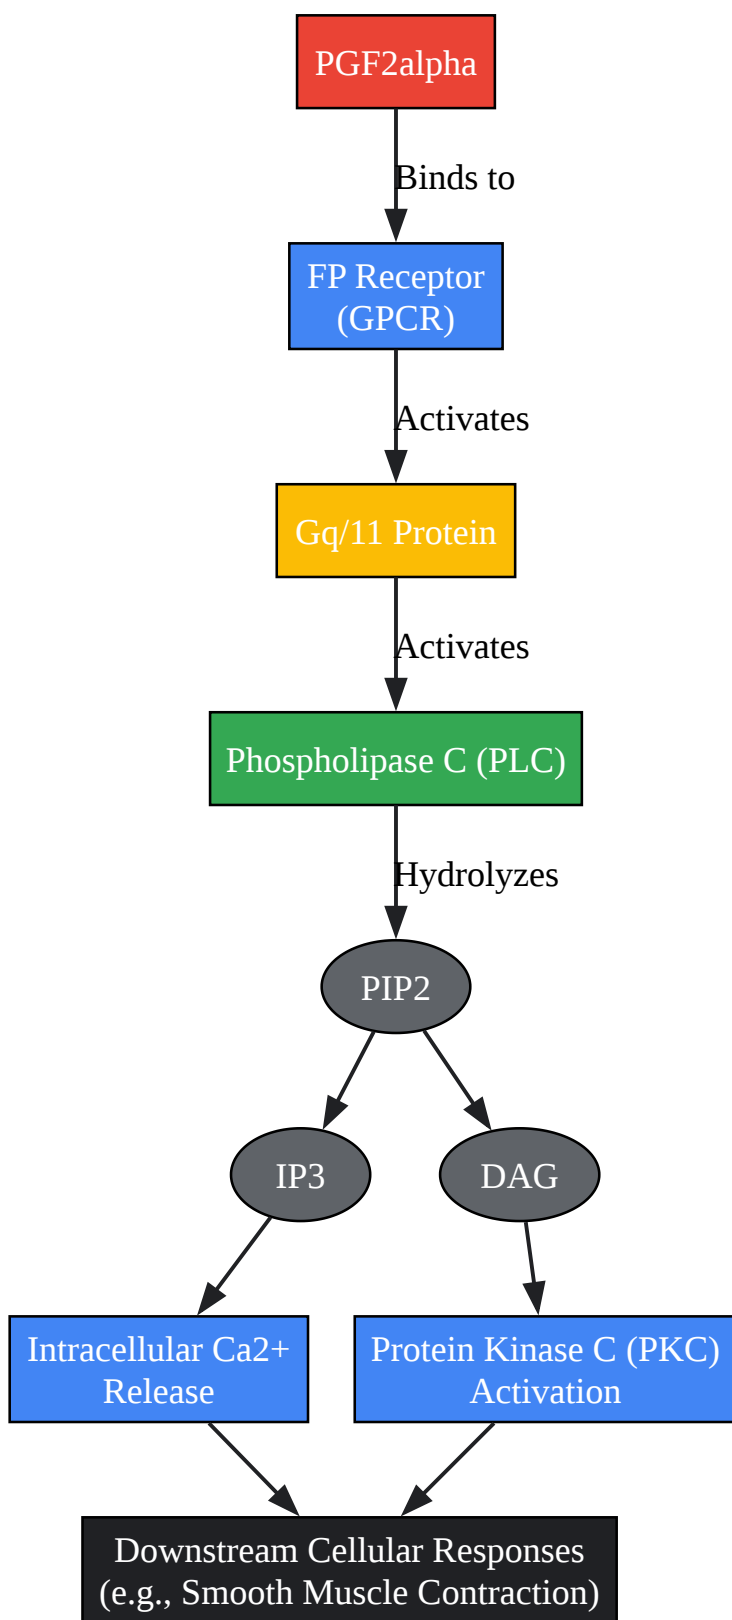 PGF2alpha
Binds to
FP Receptor
(GPCR)
Activates
Gq/11 Protein
Activates
Phospholipase C (PLC)
Hydrolyzes
PIP2
IP3
DAG
Intracellular Ca2+
Release
Protein Kinase C (PKC)
Activation
Downstream Cellular Responses
(e.g., Smooth Muscle Contraction)